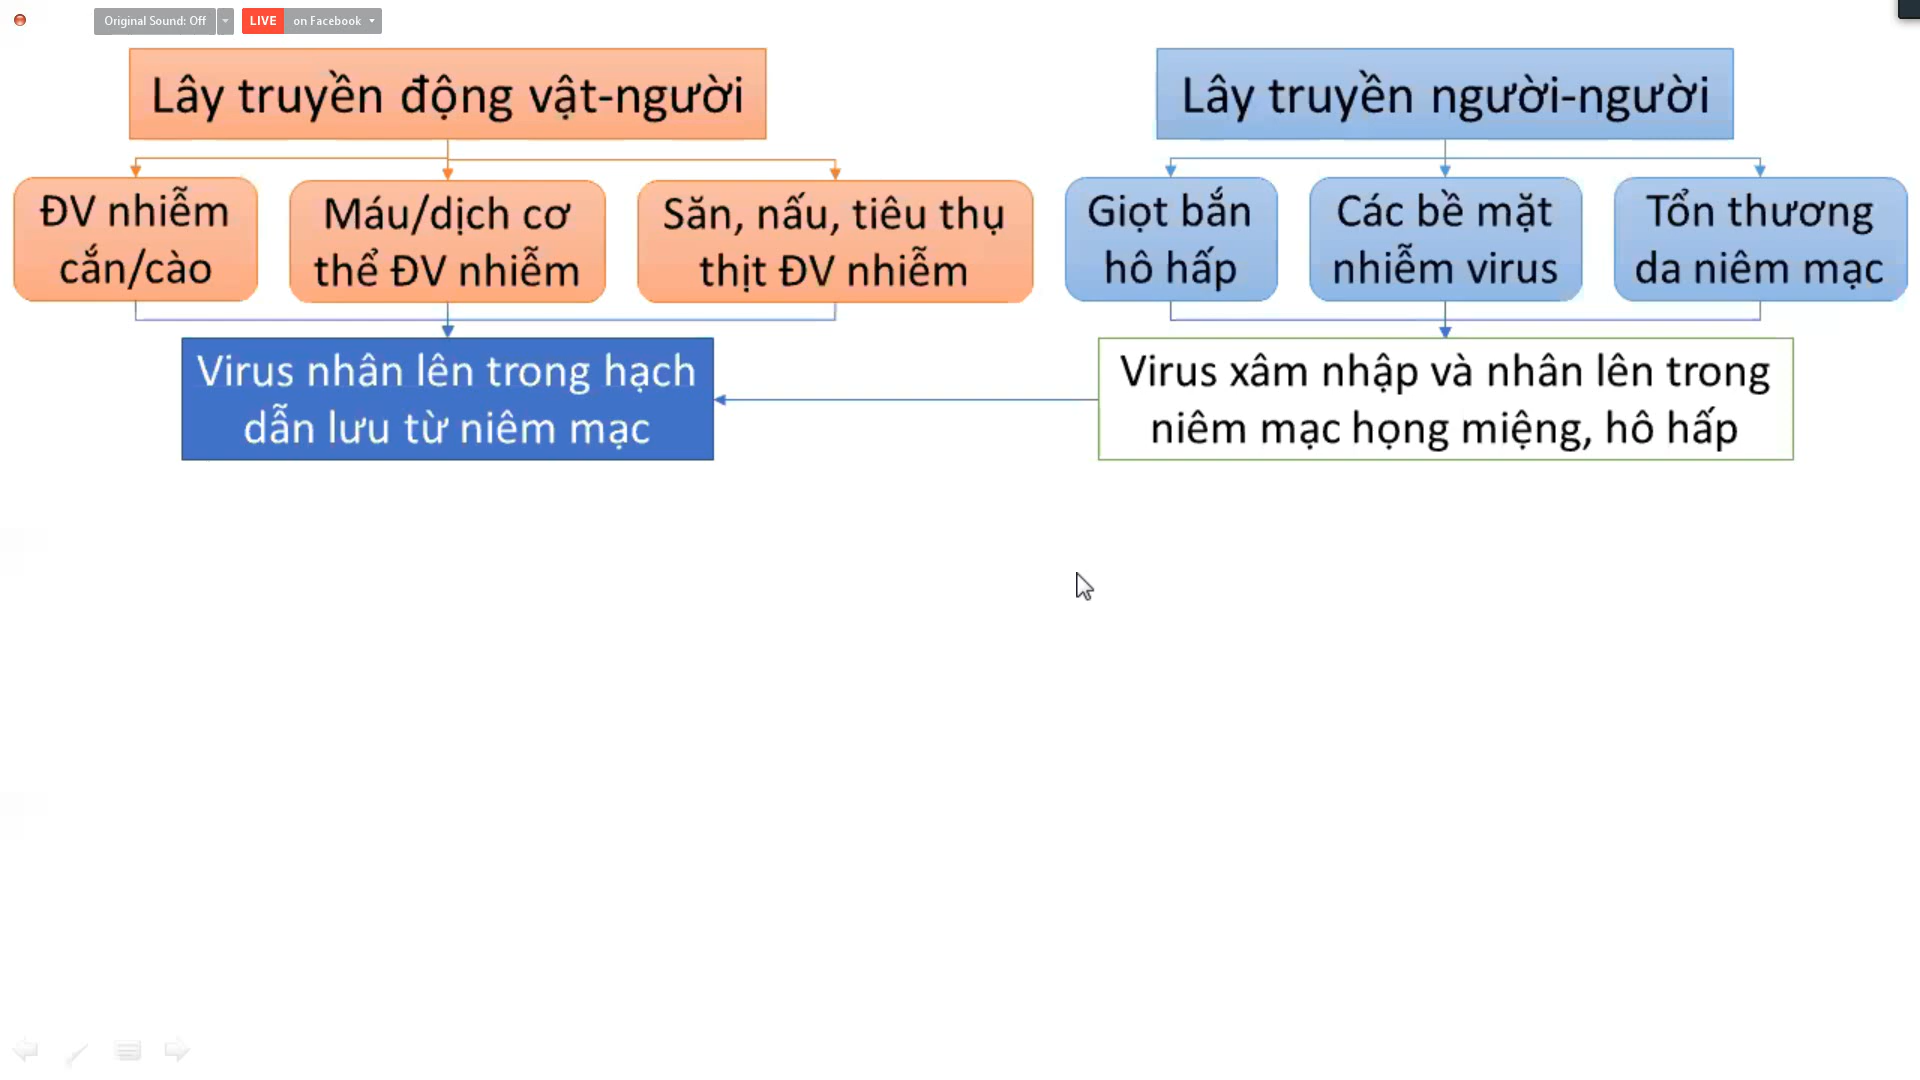 Original Sound: Off
LIVE on Facebook
Lây truyền động vật-người
ĐV nhiễm
cắn/cào
Máu/dịch cơ
thể ĐV nhiễm
Săn, nấu, tiêu thụ
thịt ĐV nhiễm
Virus nhân lên trong hạch
dẫn lưu từ niêm mạc
Lây truyền người-người
Giọt bắn
hô hấp
Các bề mặt
nhiễm virus
Tổn thương
da niêm mạc
Virus xâm nhập và nhân lên trong
niêm mạc họng miệng, hô hấp